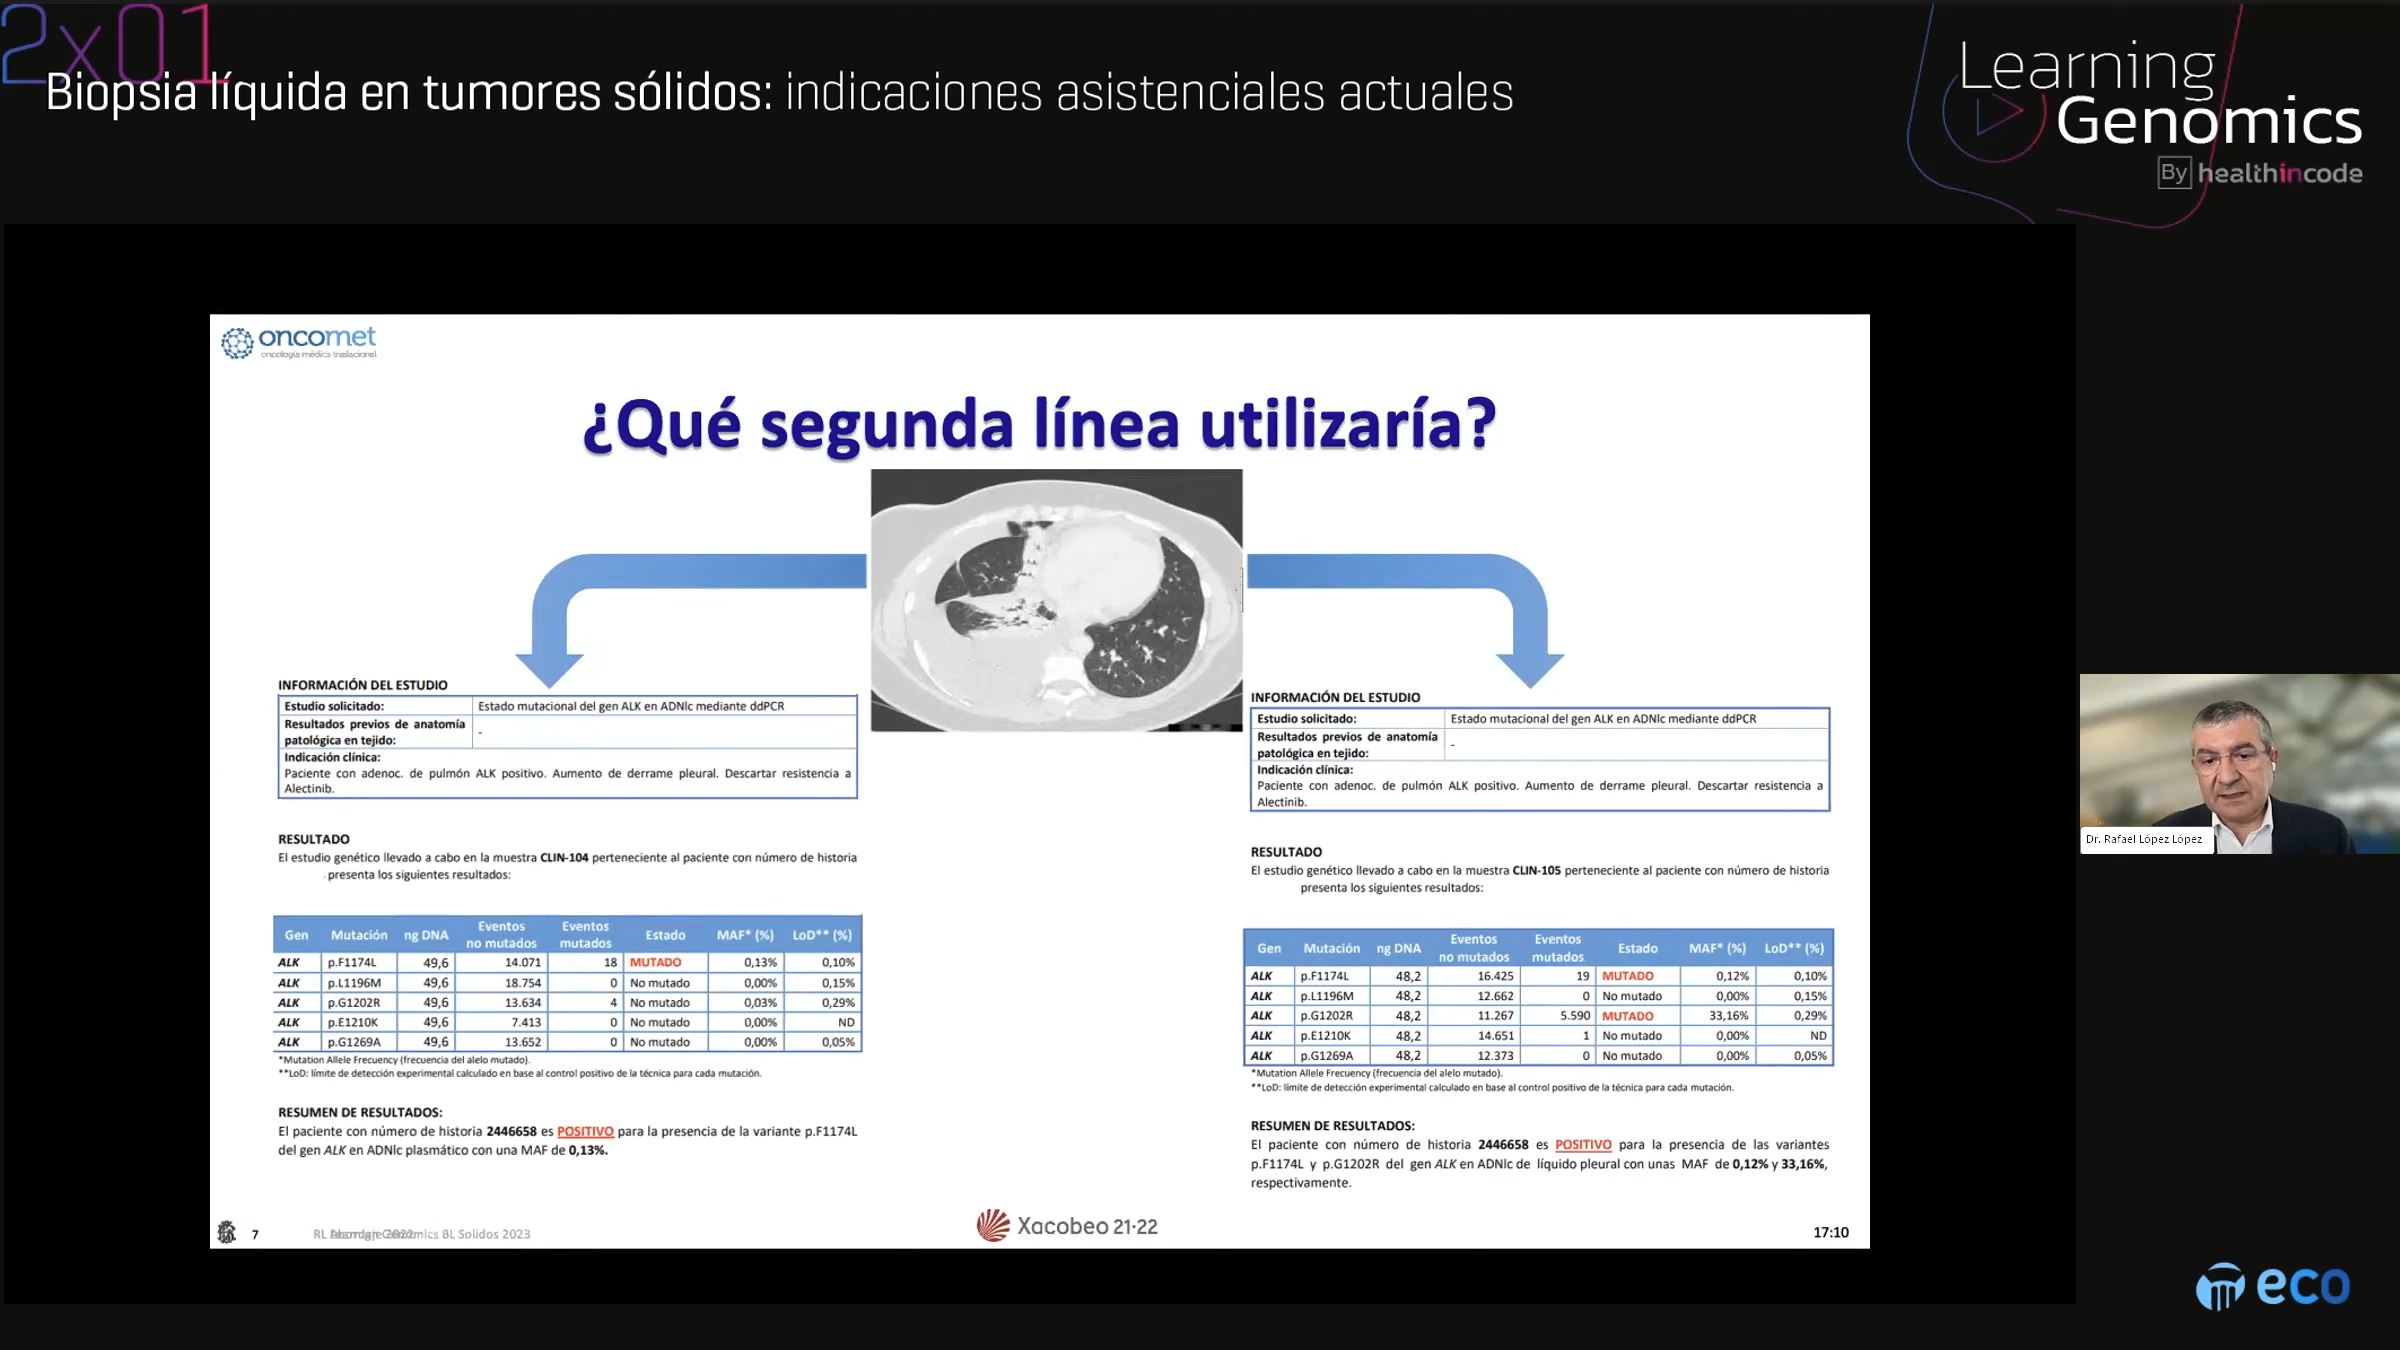 2x01
Biopsia líquida en tumores sólidos: indicaciones asistenciales actuales
Learning
Genomics
By healthincode
oncomet
oncología médica traslacional
¿Qué segunda línea utilizaría?
INFORMACIÓN DEL ESTUDIO
Estudio solicitado: Estado mutacional del gen ALK en ADNlc mediante ddPCR
Resultados previos de anatomía
patológica en tejido: -
Indicación clínica:
Paciente con adenoc. de pulmón ALK positivo. Aumento de derrame pleural. Descartar resistencia a
Alectinib.
RESULTADO
El estudio genético llevado a cabo en la muestra CLIN-104 perteneciente al paciente con número de historia
presenta los siguientes resultados:
Gen Mutación ng DNA Eventos no mutados Eventos mutados Estado MAF* (%) LoD** (%)
ALK p.F1174L 49,6 14.071 18 MUTADO 0,13% 0,10%
ALK p.L1196M 49,6 18.754 0 No mutado 0,00% 0,15%
ALK p.G1202R 49,6 13.634 4 No mutado 0,03% 0,29%
ALK p.E1210K 49,6 7.413 0 No mutado 0,00% ND
ALK p.G1269A 49,6 13.652 0 No mutado 0,00% 0,05%
*Mutation Allele Frecuency (frecuencia del alelo mutado).
**LoD: límite de detección experimental calculado en base al control positivo de la técnica para cada mutación.
RESUMEN DE RESULTADOS:
El paciente con número de historia 2446658 es POSITIVO para la presencia de la variante p.F1174L
del gen ALK en ADNlc plasmático con una MAF de 0,13%.
INFORMACIÓN DEL ESTUDIO
Estudio solicitado: Estado mutacional del gen ALK en ADNlc mediante ddPCR
Resultados previos de anatomía
patológica en tejido: -
Indicación clínica:
Paciente con adenoc. de pulmón ALK positivo. Aumento de derrame pleural. Descartar resistencia a
Alectinib.
RESULTADO
El estudio genético llevado a cabo en la muestra CLIN-105 perteneciente al paciente con número de historia
presenta los siguientes resultados:
Gen Mutación ng DNA Eventos no mutados Eventos mutados Estado MAF* (%) LoD** (%)
ALK p.F1174L 48,2 16.425 19 MUTADO 0,12% 0,10%
ALK p.L1196M 48,2 12.662 0 No mutado 0,00% 0,15%
ALK p.G1202R 48,2 11.267 5.590 MUTADO 33,16% 0,29%
ALK p.E1210K 48,2 14.651 1 No mutado 0,00% ND
ALK p.G1269A 48,2 12.373 0 No mutado 0,00% 0,05%
*Mutation Allele Frecuency (frecuencia del alelo mutado).
**LoD: límite de detección experimental calculado en base al control positivo de la técnica para cada mutación.
RESUMEN DE RESULTADOS:
El paciente con número de historia 2446658 es POSITIVO para la presencia de las variantes
p.F1174L y p.G1202R del gen ALK en ADNlc de líquido pleural con unas MAF de 0,12% y 33,16%,
respectivamente.
7
RL BL Solidos 2023
Xacobeo 21·22
17:10
Dr. Rafael López López
eco